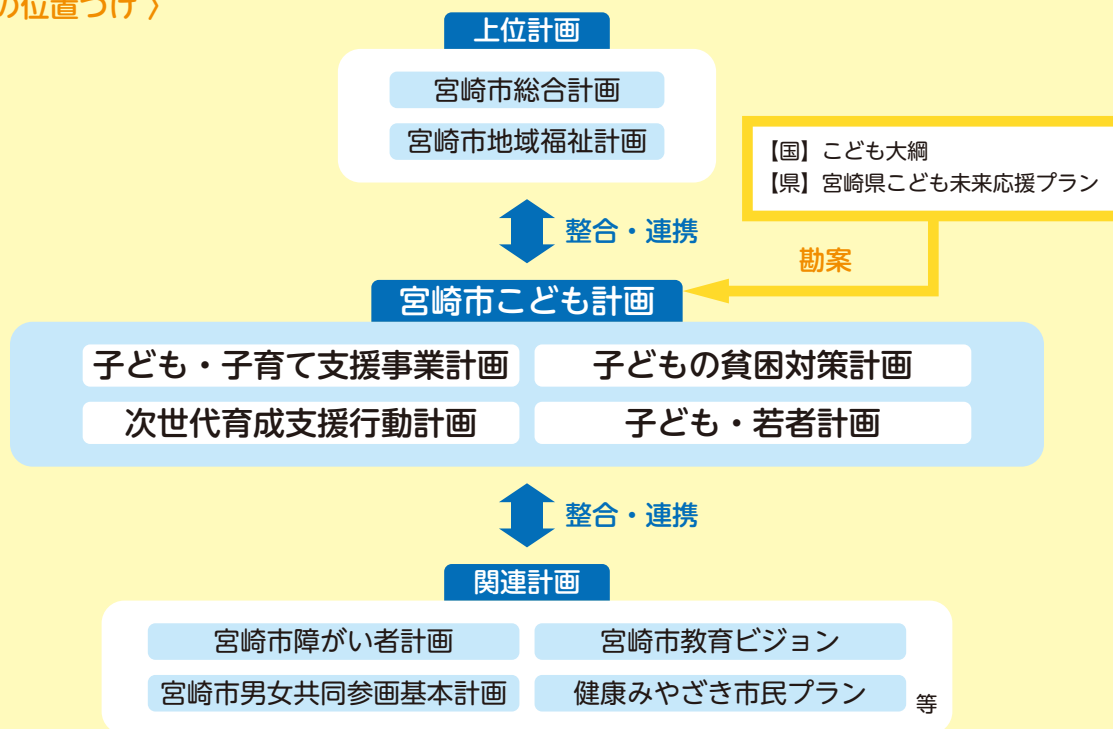 の位置づけ 〉
上位計画
宮崎市総合計画
宮崎市地域福祉計画
【国】こども大綱
【県】宮崎県こども未来応援プラン
整合・連携
勘案
宮崎市こども計画
子ども・子育て支援事業計画 子どもの貧困対策計画
次世代育成支援行動計画 子ども・若者計画
整合・連携
関連計画
宮崎市障がい者計画 宮崎市教育ビジョン
宮崎市男女共同参画基本計画 健康みやざき市民プラン 等